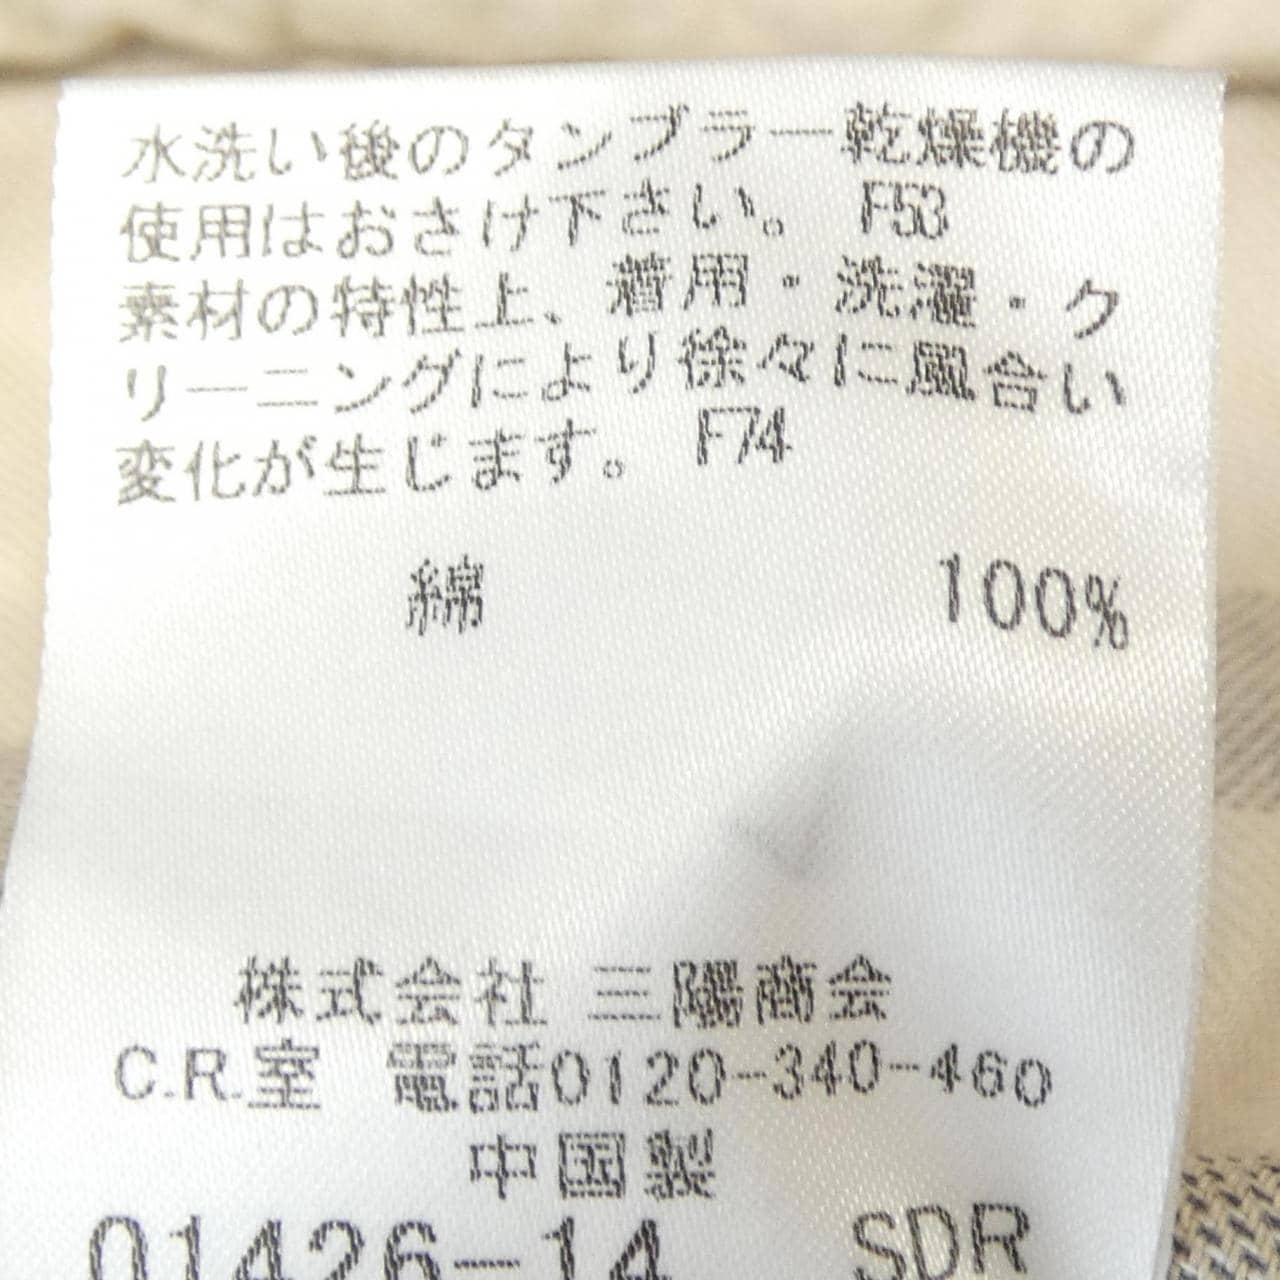 水洗い後のタンブラー乾燥機の
使用はおさけ下さい。 F53
素材の特性上、着用・洗濯・ク
リーニングにより徐々に風合い
変化が生じます。 F74
綿 100%
株式会社 三陽商会
C.R.室 電話0120-340-460
中国製
01426-14 SDR